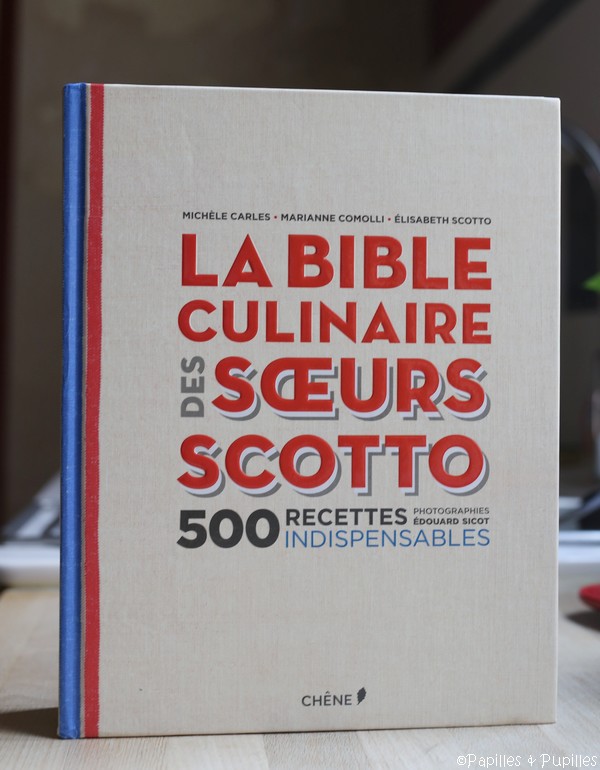 MICHÈLE CARLES • MARIANNE COMOLLI • ÉLISABETH SCOTTO
LA BIBLE
CULINAIRE
DES SŒURS
SCOTTO
500 RECETTES
INDISPENSABLES
PHOTOGRAPHIES
ÉDOUARD SICOT
CHÊNE
©Papilles & Pupilles